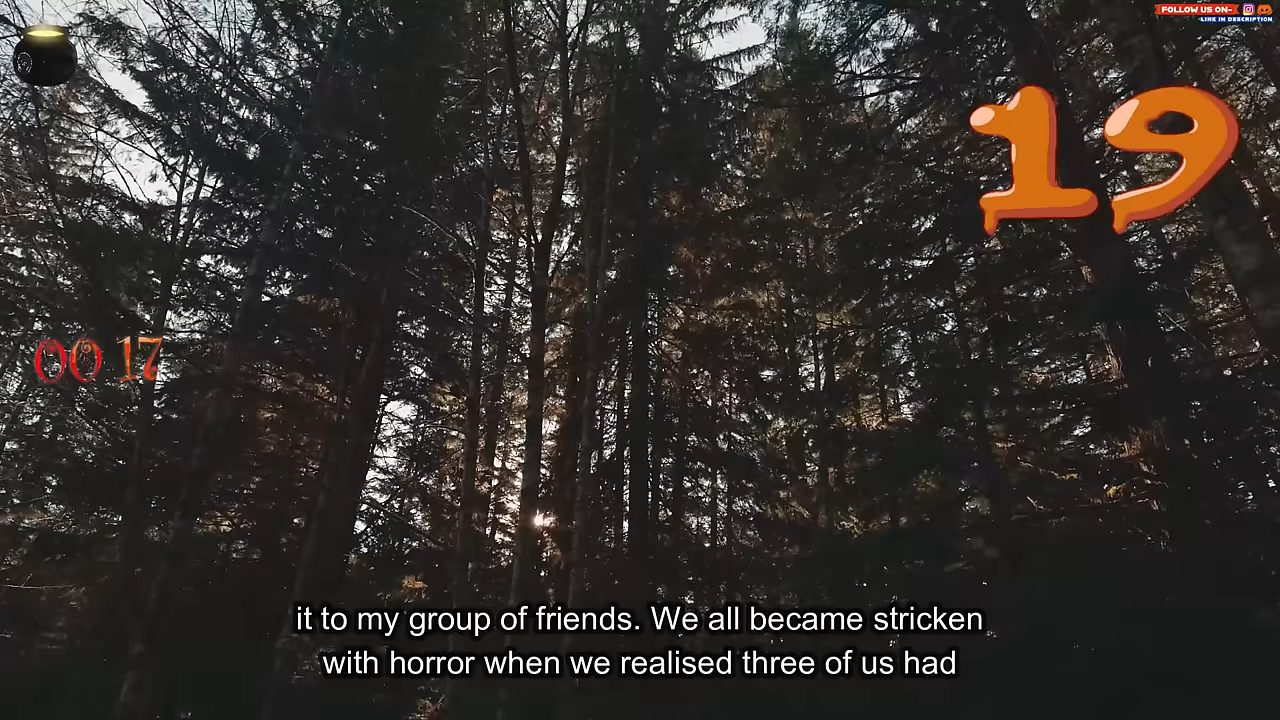 FOLLOW US ON-
LINK IN DESCRIPTION
19
00 17
it to my group of friends. We all became stricken
with horror when we realised three of us had